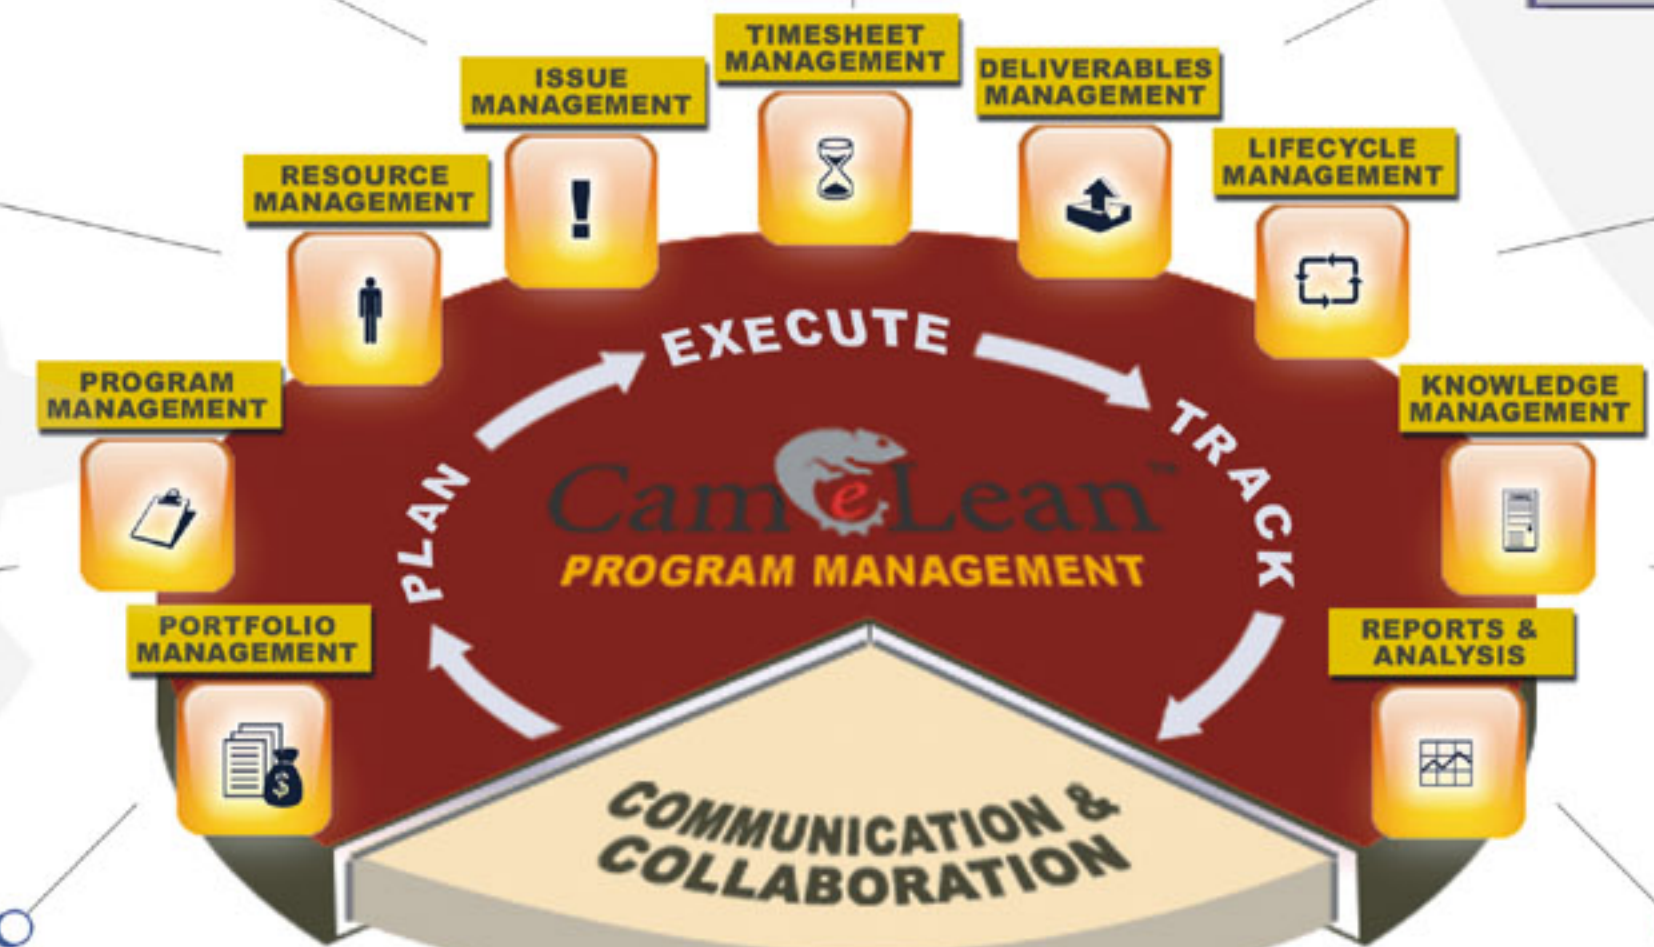 TIMESHEET
MANAGEMENT
ISSUE
MANAGEMENT
DELIVERABLES
MANAGEMENT
RESOURCE
MANAGEMENT
LIFECYCLE
MANAGEMENT
PROGRAM
MANAGEMENT
KNOWLEDGE
MANAGEMENT
PORTFOLIO
MANAGEMENT
REPORTS &
ANALYSIS
PLAN
EXECUTE
TRACK
CameLean™
PROGRAM MANAGEMENT
COMMUNICATION &
COLLABORATION
$